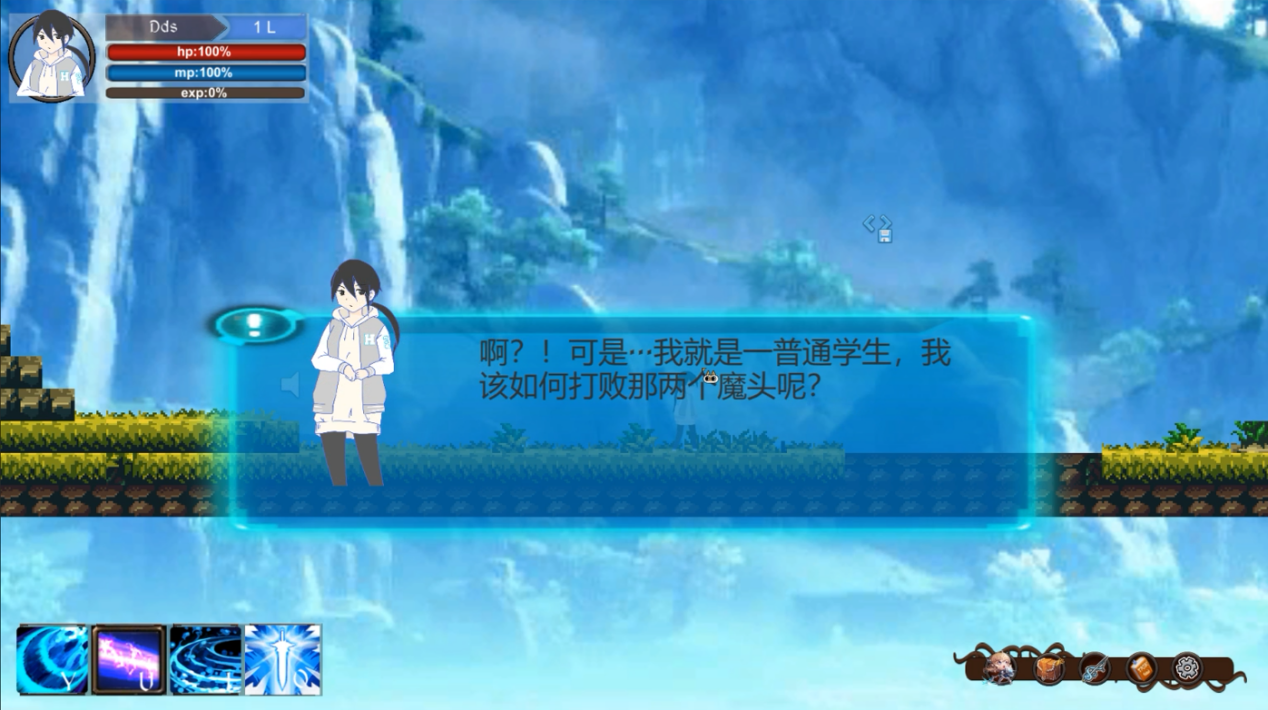 Dds
1 L
hp:100%
mp:100%
exp:0%
H
H
啊？！可是…我就是一普通学生，我
该如何打败那两个魔头呢？
Y
U
I
O